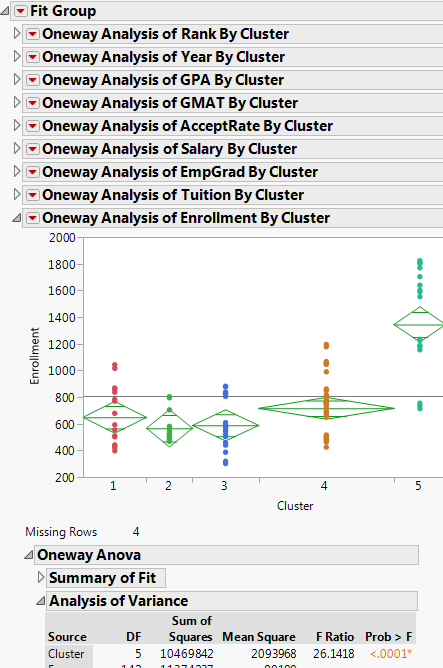 Fit Group
Oneway Analysis of Rank By Cluster
Oneway Analysis of Year By Cluster
Oneway Analysis of GPA By Cluster
Oneway Analysis of GMAT By Cluster
Oneway Analysis of AcceptRate By Cluster
Oneway Analysis of Salary By Cluster
Oneway Analysis of EmpGrad By Cluster
Oneway Analysis of Tuition By Cluster
Oneway Analysis of Enrollment By Cluster
2000
1800
1600
1400
1200
1000
800
600
400
200
Enrollment
1 2 3 4 5
Cluster
Missing Rows 4
Oneway Anova
Summary of Fit
Analysis of Variance
Sum of
Source DF Squares Mean Square F Ratio Prob > F
Cluster 5 10469842 2093968 26.1418 <.0001*